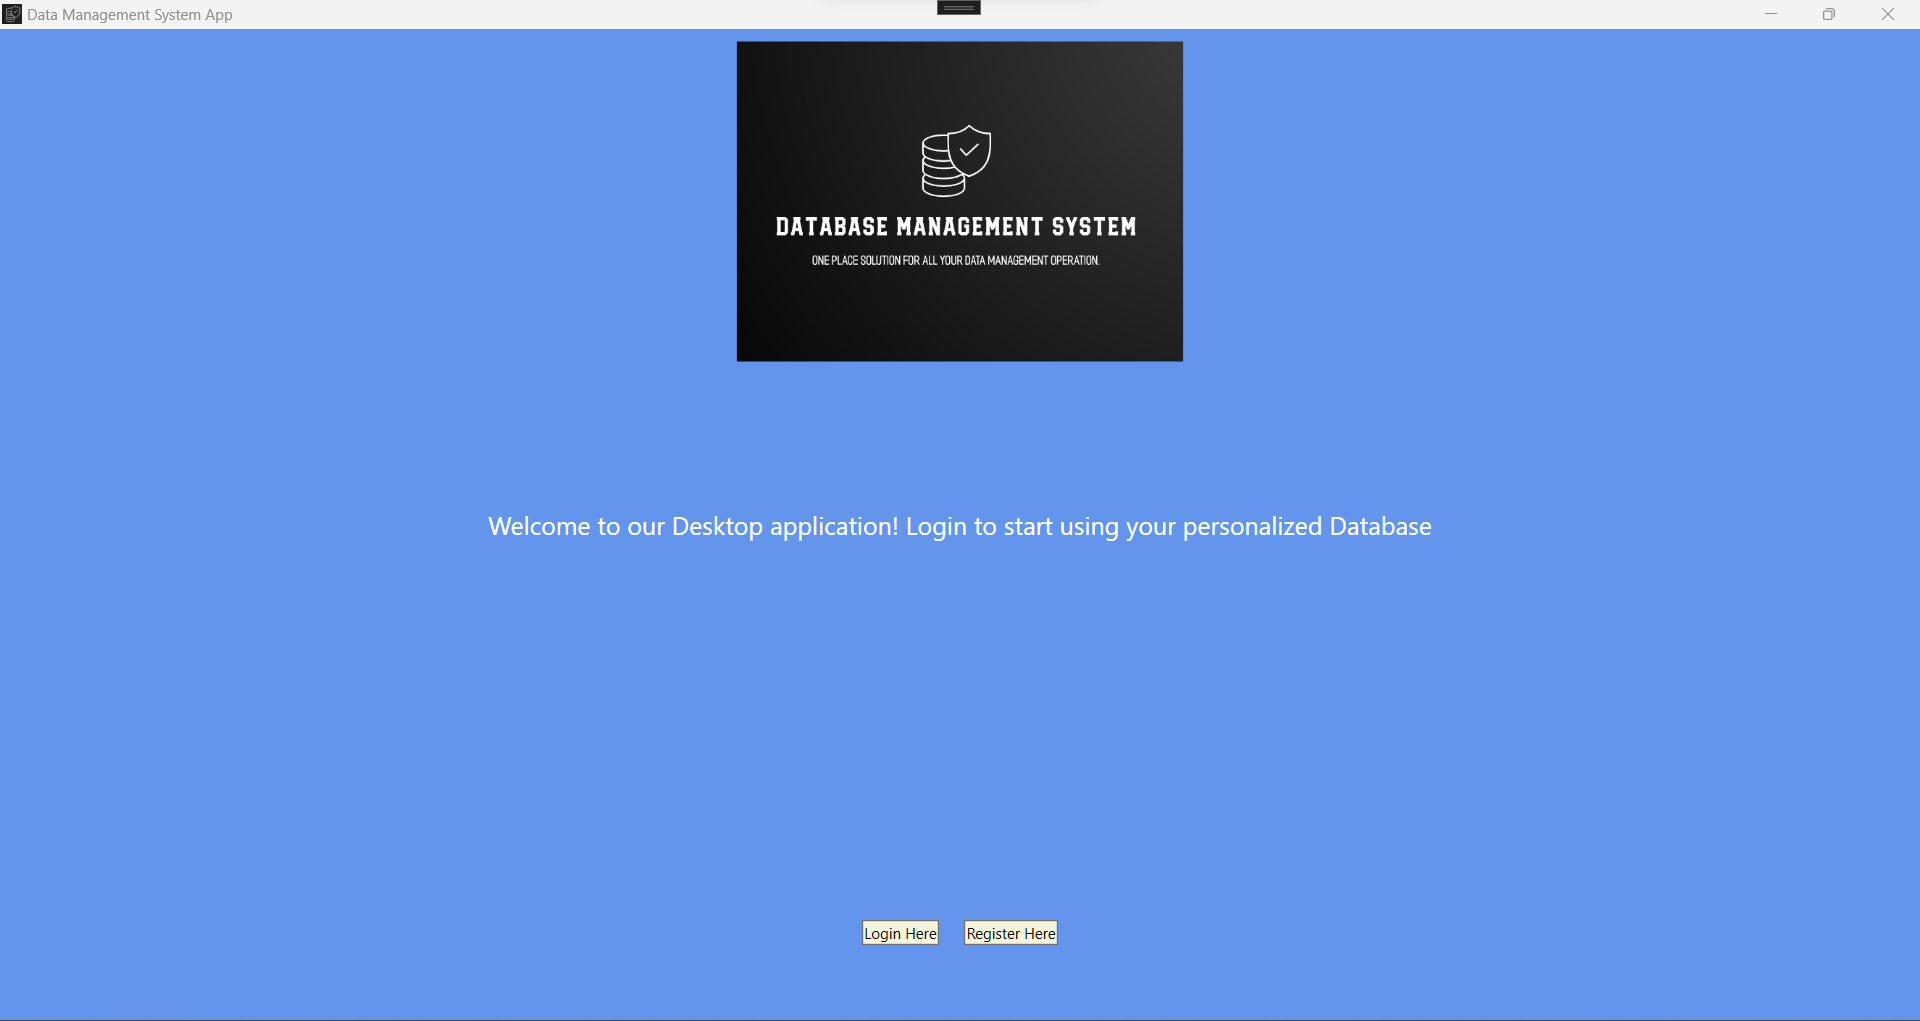 Data Management System App
DATABASE MANAGEMENT SYSTEM
ONE PLACE SOLUTION FOR ALL YOUR DATA MANAGEMENT OPERATION.
Welcome to our Desktop application! Login to start using your personalized Database
Login Here
Register Here